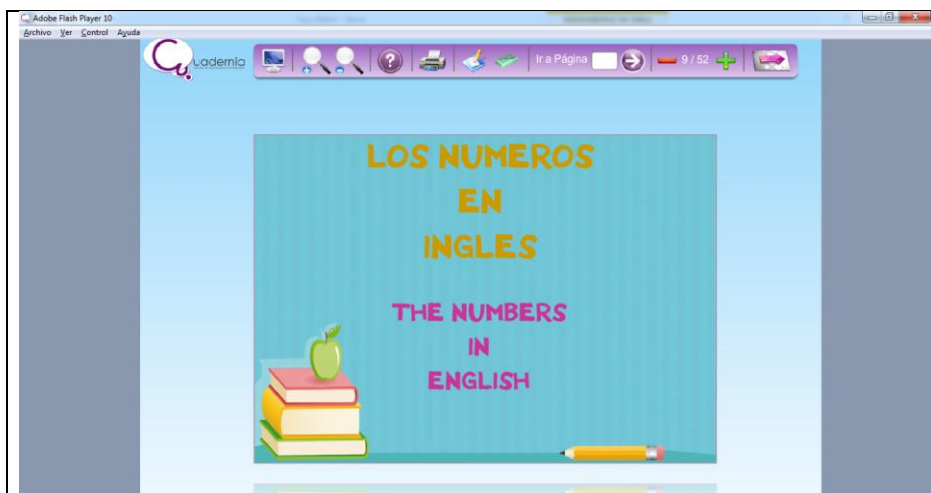 Adobe Flash Player 10
Archivo Ver Control Ayuda
Cuadernia
Ir a Página
9 / 52
LOS NUMEROS
EN
INGLES
THE NUMBERS
IN
ENGLISH